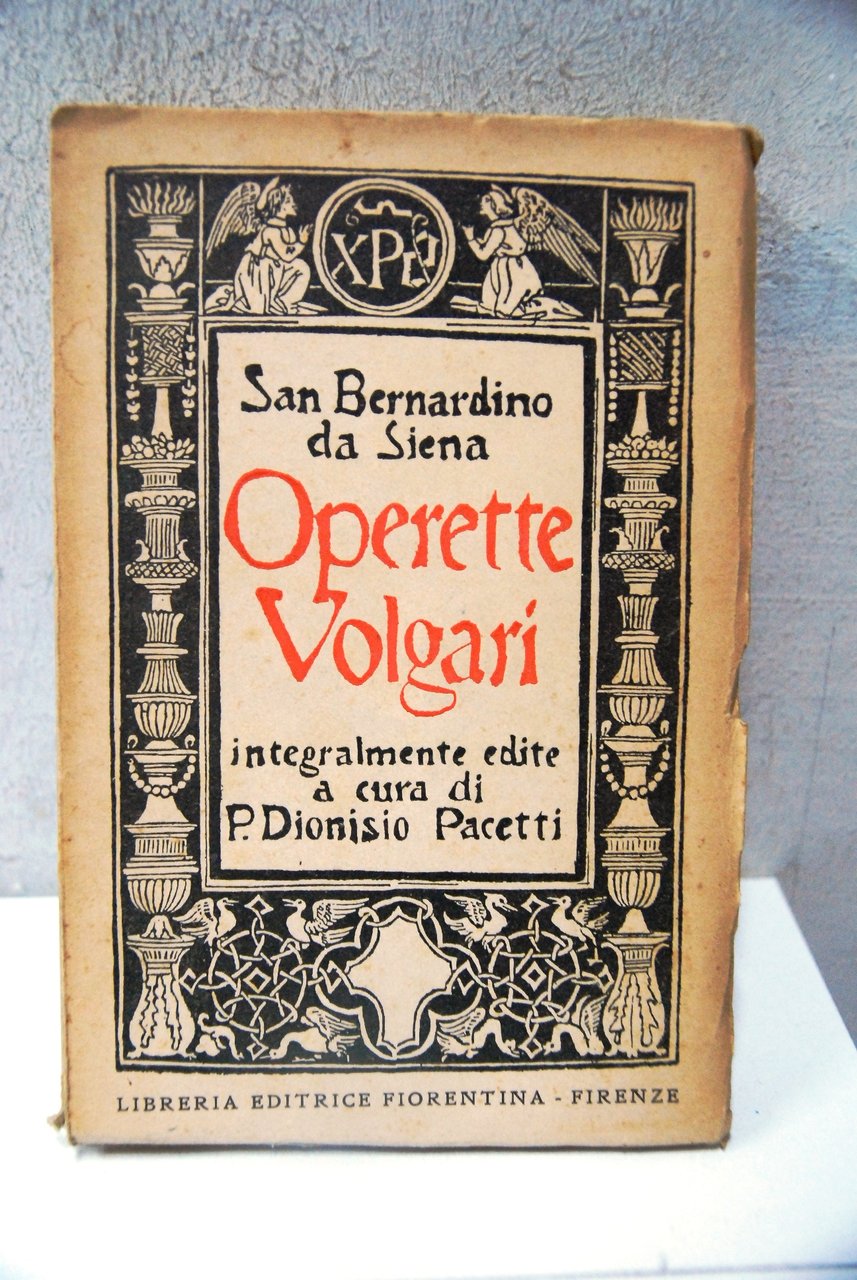 San Bernardino
da Siena
Operette
Volgari
integralmente edite
a cura di
P. Dionisio Pacetti
LIBRERIA EDITRICE FIORENTINA - FIRENZE